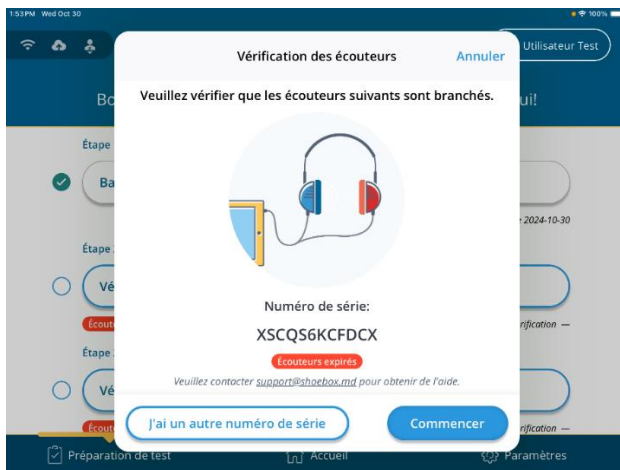 1:53 PM Wed Oct 30
100%
Vérification des écouteurs
Annuler
Utilisateur Test
Veuillez vérifier que les écouteurs suivants sont branchés.
Étape
2024-10-30
Étape
Numéro de série:
XSCQS6KCFDCX
Écouteurs expirés
Étape
Veuillez contacter support@shoebox.md pour obtenir de l'aide.
J'ai un autre numéro de série
Commencer
Préparation de test
Accueil
Paramètres